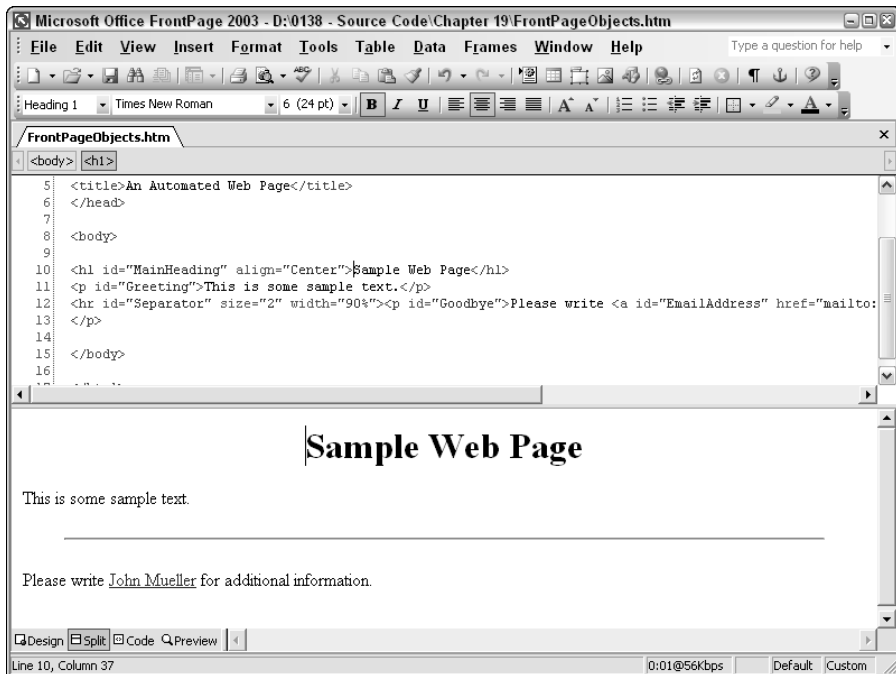 Microsoft Office FrontPage 2003 - D:\0138 - Source Code\Chapter 19\FrontPageObjects.htm
File Edit View Insert Format Tools Table Data Frames Window Help Type a question for help
Heading 1 Times New Roman 6 (24 pt) B I U A A A
FrontPageObjects.htm
<body> <h1>
5 <title>An Automated Web Page</title>
6 </head>
7
8 <body>
9
10 <h1 id="MainHeading" align="Center">Sample Web Page</h1>
11 <p id="Greeting">This is some sample text.</p>
12 <hr id="Separator" size="2" width="90%"><p id="Goodbye">Please write <a id="EmailAddress" href="mailto:
13 </p>
14
15 </body>
16
Sample Web Page
This is some sample text.
Please write John Mueller for additional information.
Design Split Code Preview
Line 10, Column 37 0:01@56Kbps Default Custom